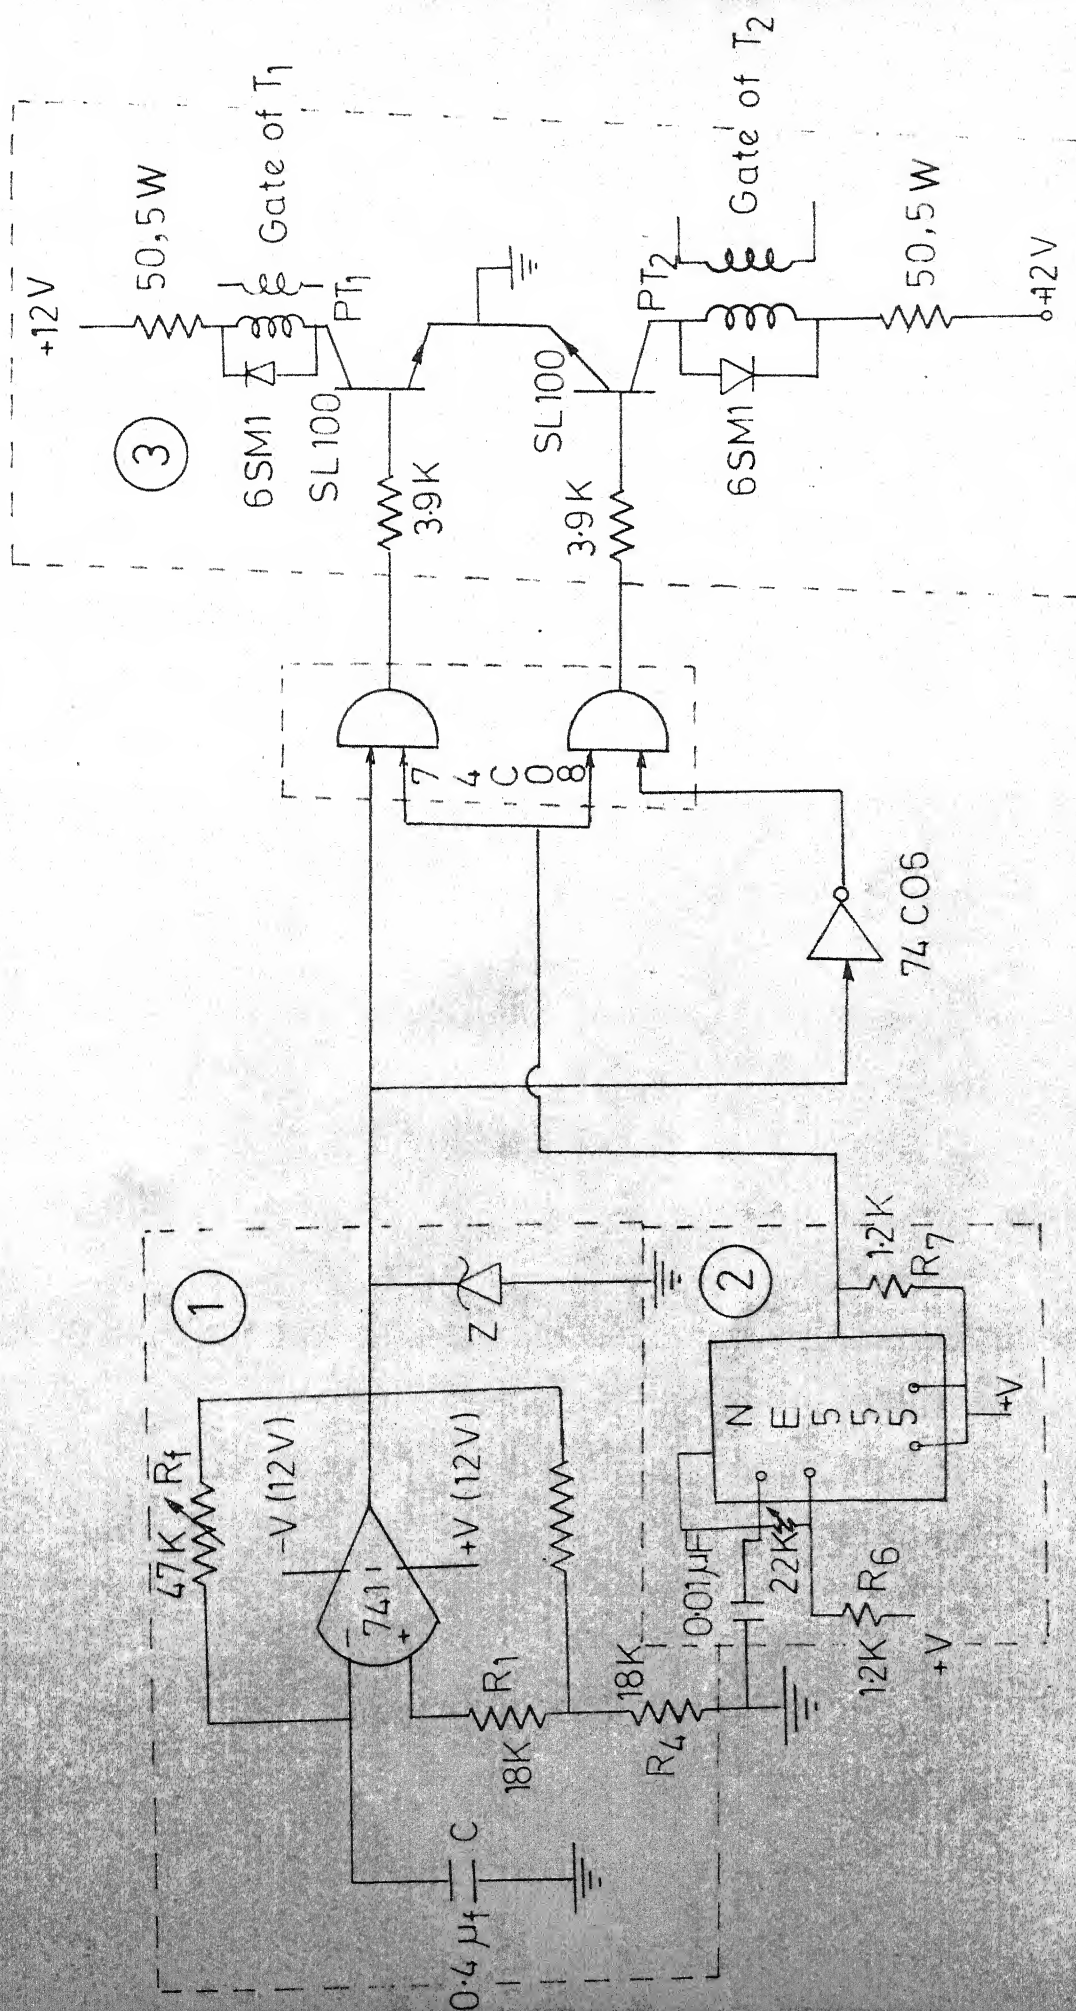 1
47K
Rf
-V (12V)
741
-
+
+V (12V)
R1
18K
18K
R4
C
0.4 μf
Z
2
0.01μF
22K
N
E
5
5
5
1.2K
R7
+V
R6
12K
+V
7
4
C
0
8
74C06
3
+12V
50,5W
6SM1
Gate of T1
PT1
SL100
3.9K
SL100
3.9K
PT2
6SM1
Gate of T2
50,5W
+12V